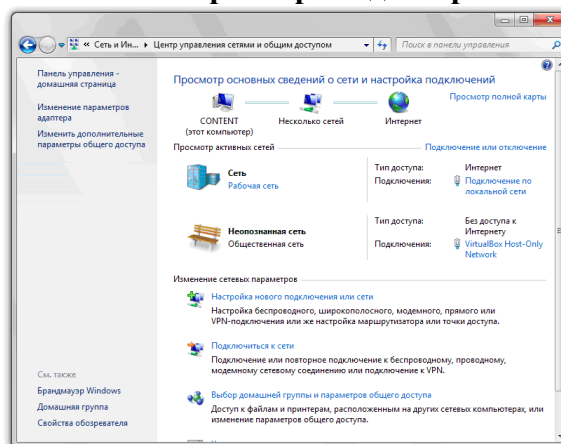 Сеть и Ин... Центр управления сетями и общим доступом Поиск в панели управления
Панель управления -
домашняя страница
Изменение параметров
адаптера
Изменить дополнительные
параметры общего доступа
См. также
Брандмауэр Windows
Домашняя группа
Свойства обозревателя
Просмотр основных сведений о сети и настройка подключений
Просмотр полной карты
CONTENT
(этот компьютер)
Несколько сетей
Интернет
Просмотр активных сетей
Подключение или отключение
Сеть
Рабочая сеть
Тип доступа: Интернет
Подключения: Подключение по
локальной сети
Неопознанная сеть
Общественная сеть
Тип доступа: Без доступа к
Интернету
Подключения: VirtualBox Host-Only
Network
Изменение сетевых параметров
Настройка нового подключения или сети
Настройка беспроводного, широкополосного, модемного, прямого или
VPN-подключения или же настройка маршрутизатора или точки доступа.
Подключиться к сети
Подключение или повторное подключение к беспроводному, проводному,
модемному сетевому соединению или подключение к VPN.
Выбор домашней группы и параметров общего доступа
Доступ к файлам и принтерам, расположенным на других сетевых компьютерах, или
изменение параметров общего доступа.